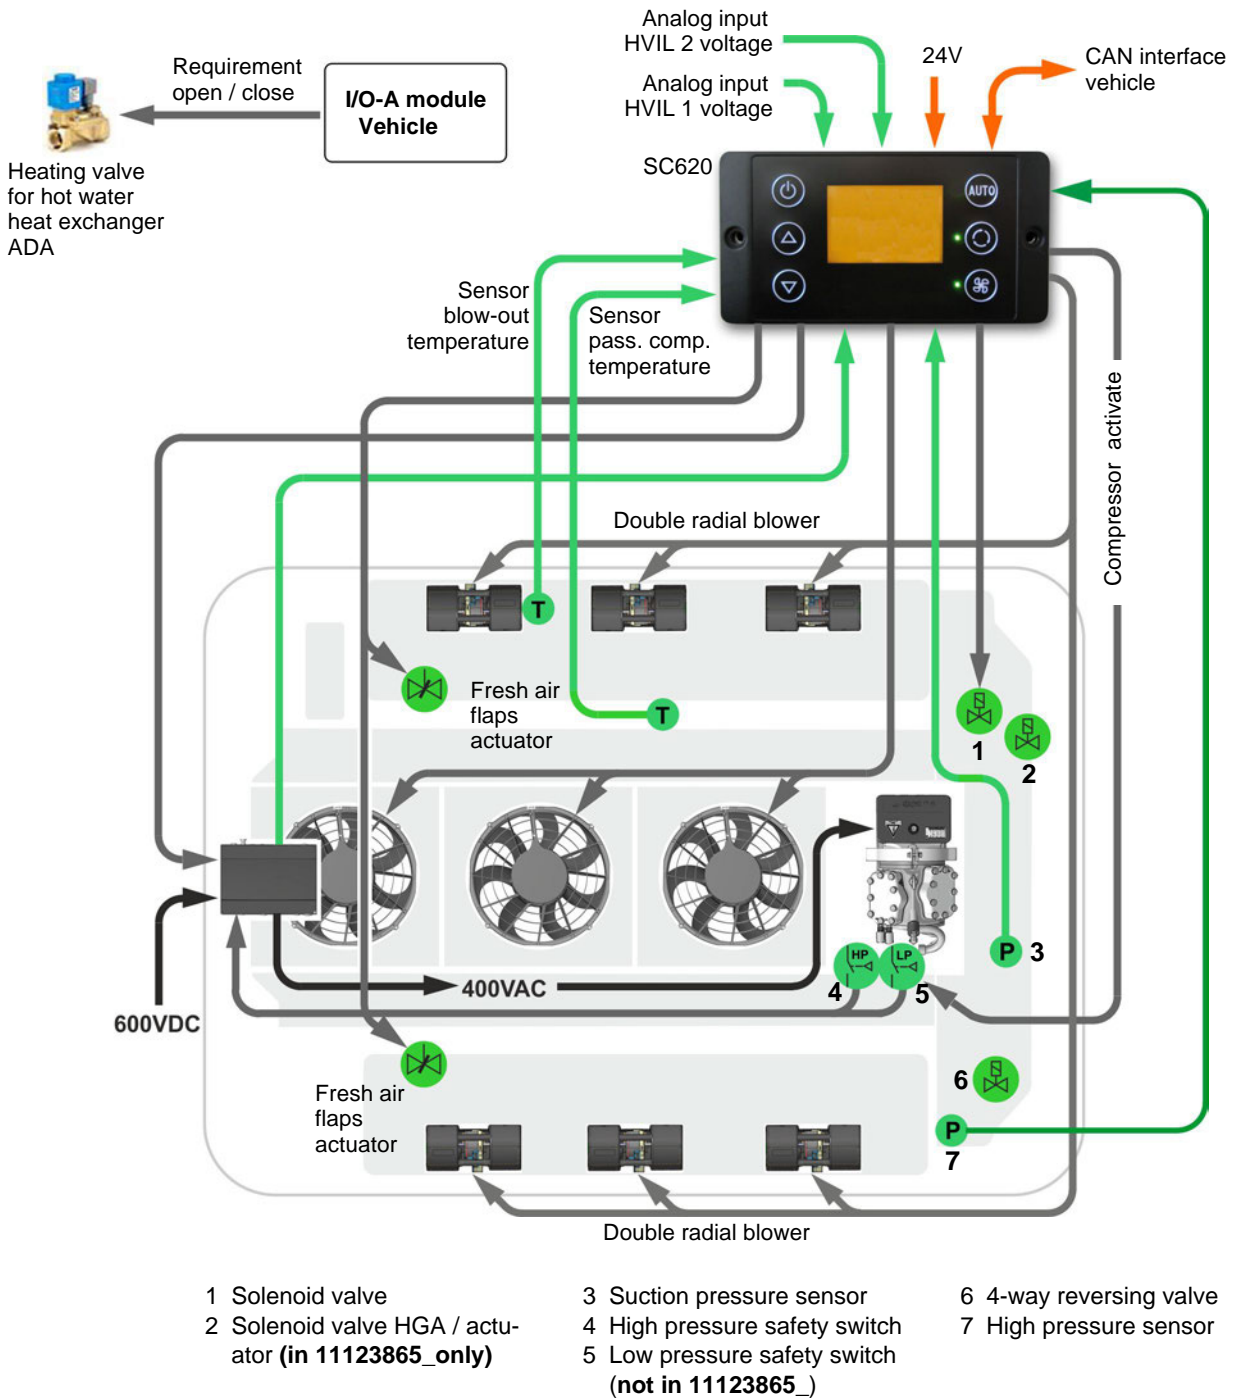 Analog input
HVIL 2 voltage
24V
CAN interface
vehicle
Requirement
open / close
I/O-A module
Vehicle
Analog input
HVIL 1 voltage
Heating valve
for hot water
heat exchanger
ADA
SC620
AUTO
Sensor
blow-out
temperature
Sensor
pass. comp.
temperature
Compressor activate
Double radial blower
T
Fresh air
flaps
actuator
T
1
2
HP
LP
P 3
4
5
400VAC
600VDC
Fresh air
flaps
actuator
6
P
7
Double radial blower
1 Solenoid valve
2 Solenoid valve HGA / actu-
ator (in 11123865_only)
3 Suction pressure sensor
4 High pressure safety switch
5 Low pressure safety switch
(not in 11123865_)
6 4-way reversing valve
7 High pressure sensor